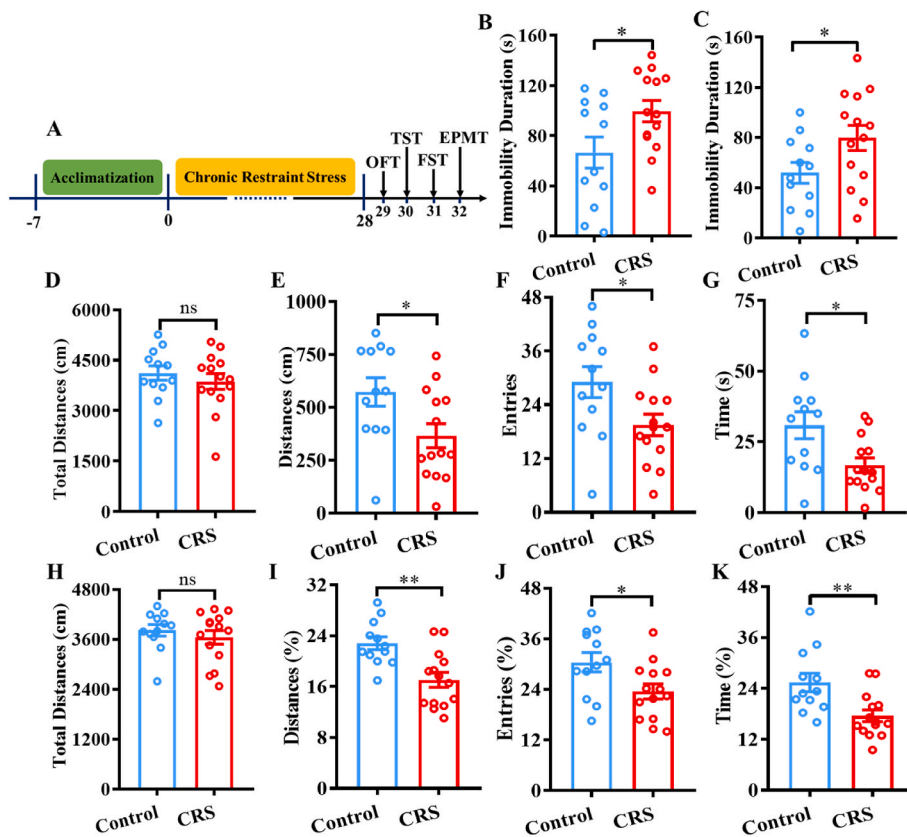 A
Acclimatization
Chronic Restraint Stress
OFT
TST
FST
EPMT
-7
0
28
29
30
31
32
B
Immobility Duration (s)
160
120
80
40
0
*
Control
CRS
C
Immobility Duration (s)
160
120
80
40
0
*
Control
CRS
D
Total Distances (cm)
6000
4500
3000
1500
0
ns
Control
CRS
E
Distances (cm)
1000
750
500
250
0
*
Control
CRS
F
Entries
48
36
24
12
0
*
Control
CRS
G
Time (s)
75
50
25
0
*
Control
CRS
H
Total Distances (cm)
4800
3600
2400
1200
0
ns
Control
CRS
I
Distances (%)
32
24
16
8
0
**
Control
CRS
J
Entries (%)
48
36
24
12
0
*
Control
CRS
K
Time (%)
48
36
24
12
0
**
Control
CRS